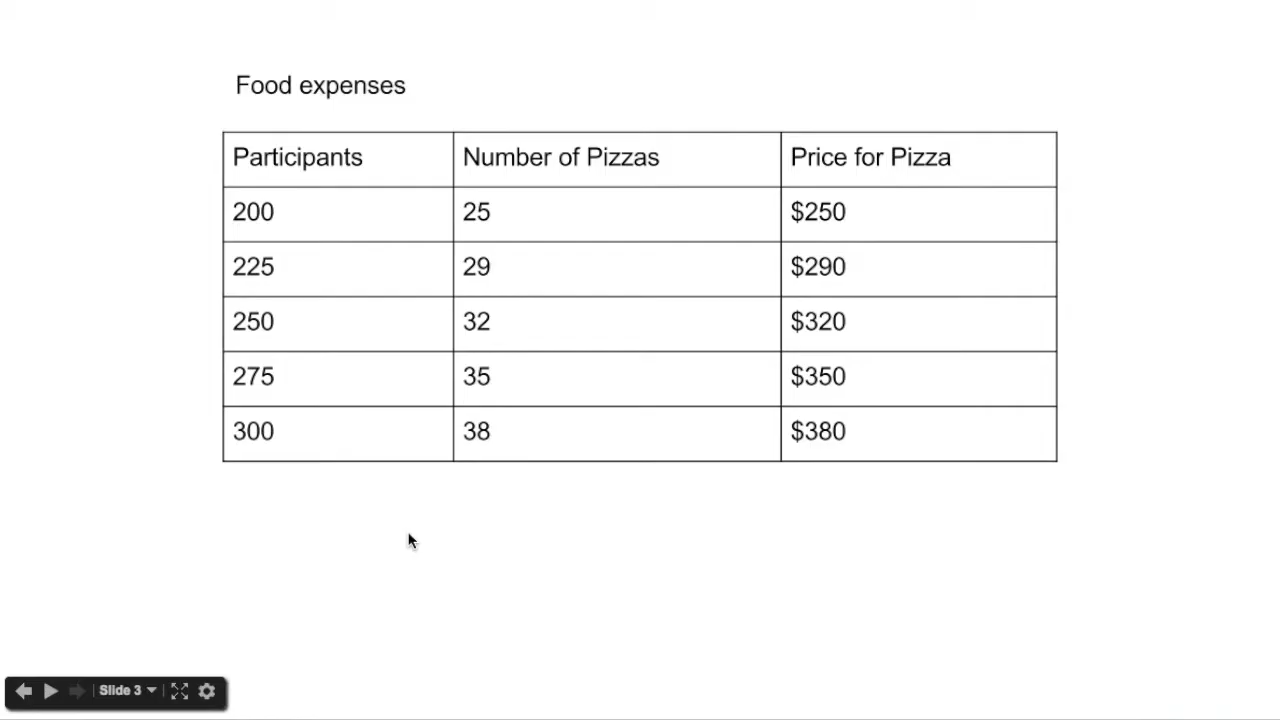 Food expenses
Participants Number of Pizzas Price for Pizza
200 25 $250
225 29 $290
250 32 $320
275 35 $350
300 38 $380
Slide 3